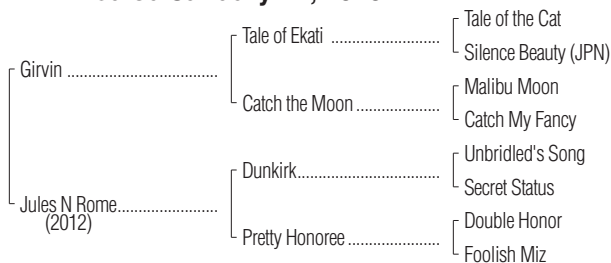 Tale of the Cat
Tale of Ekati ............................
Silence Beauty (JPN)
Girvin .......................................
Malibu Moon
Catch the Moon .....................
Catch My Fancy
Unbridled's Song
Dunkirk.....................................
Secret Status
Jules N Rome..........................
(2012)
Double Honor
Pretty Honoree .......................
Foolish Miz